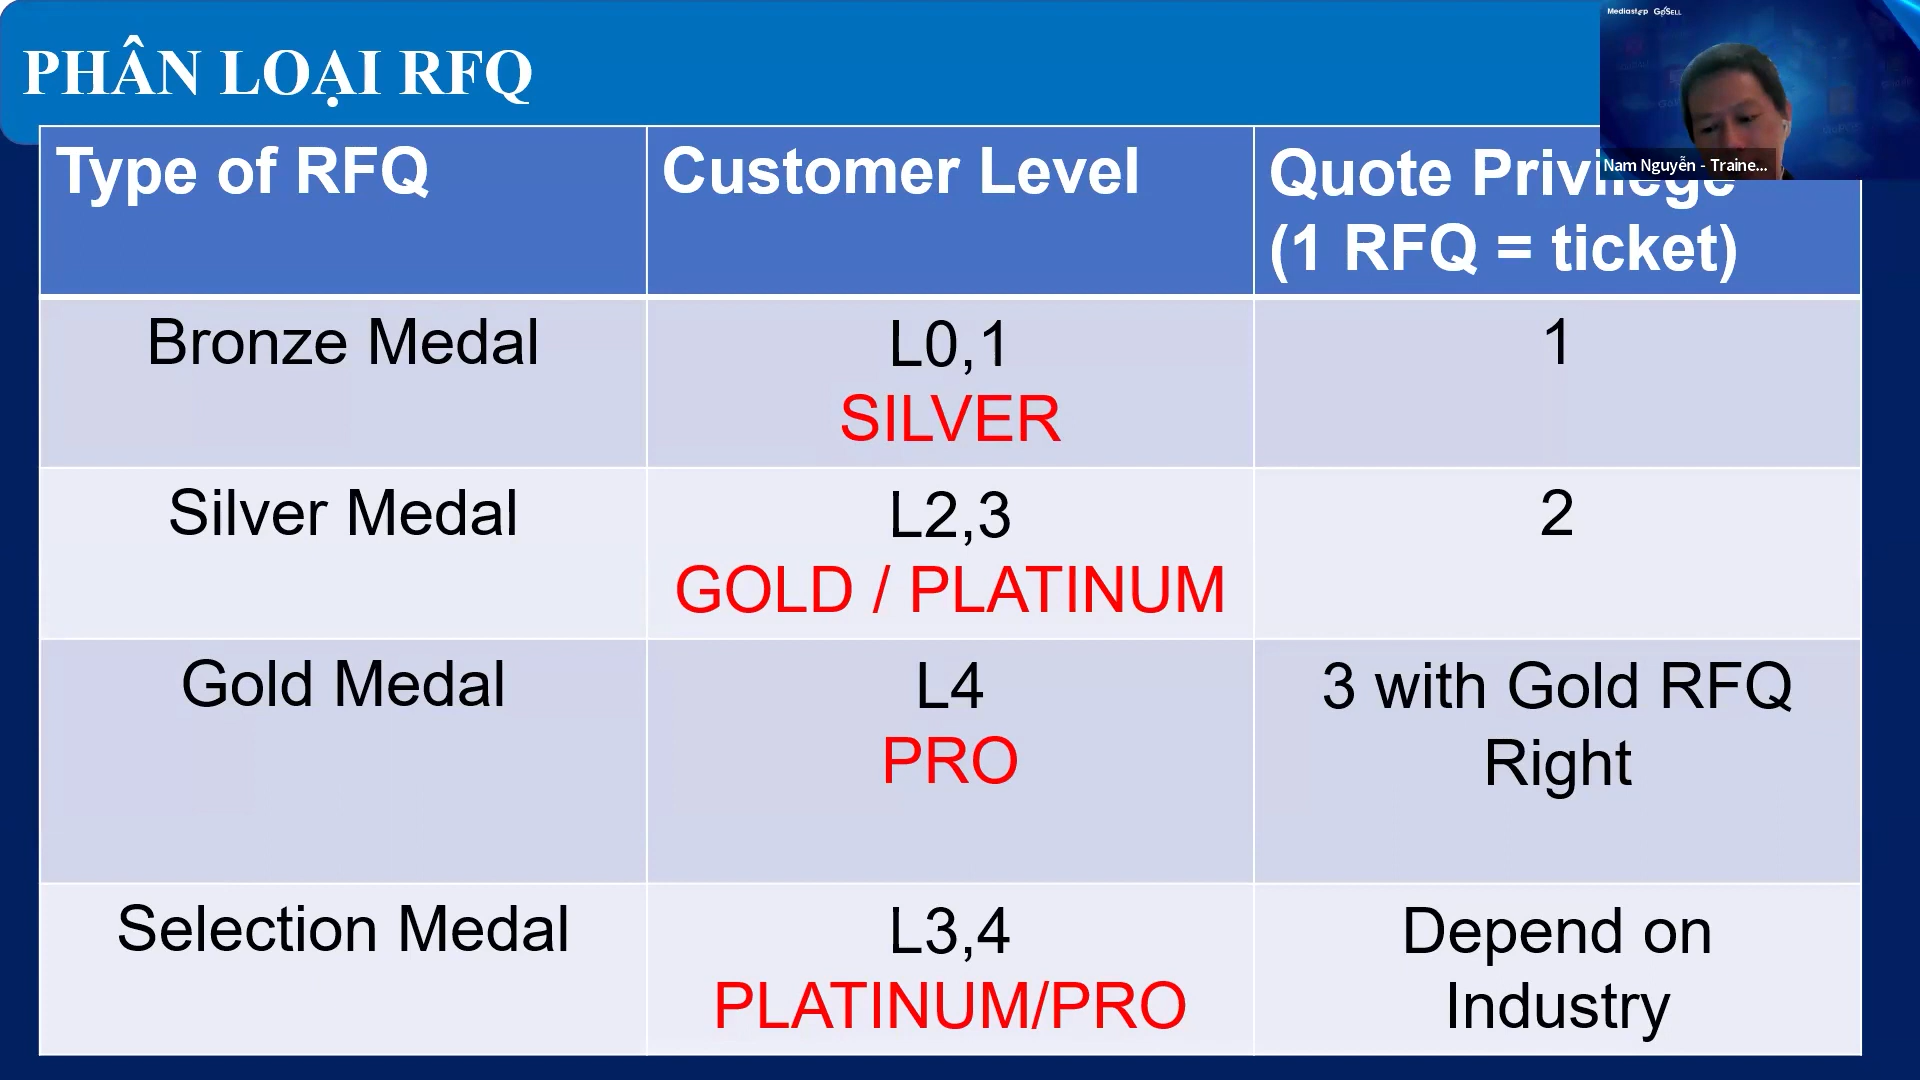 PHÂN LOẠI RFQ
Mediastep GoSELL
Nam Nguyễn - Traine...
Type of RFQ
Customer Level
Quote Privilege
(1 RFQ = ticket)
Bronze Medal
L0,1
SILVER
1
Silver Medal
L2,3
GOLD / PLATINUM
2
Gold Medal
L4
PRO
3 with Gold RFQ
Right
Selection Medal
L3,4
PLATINUM/PRO
Depend on
Industry